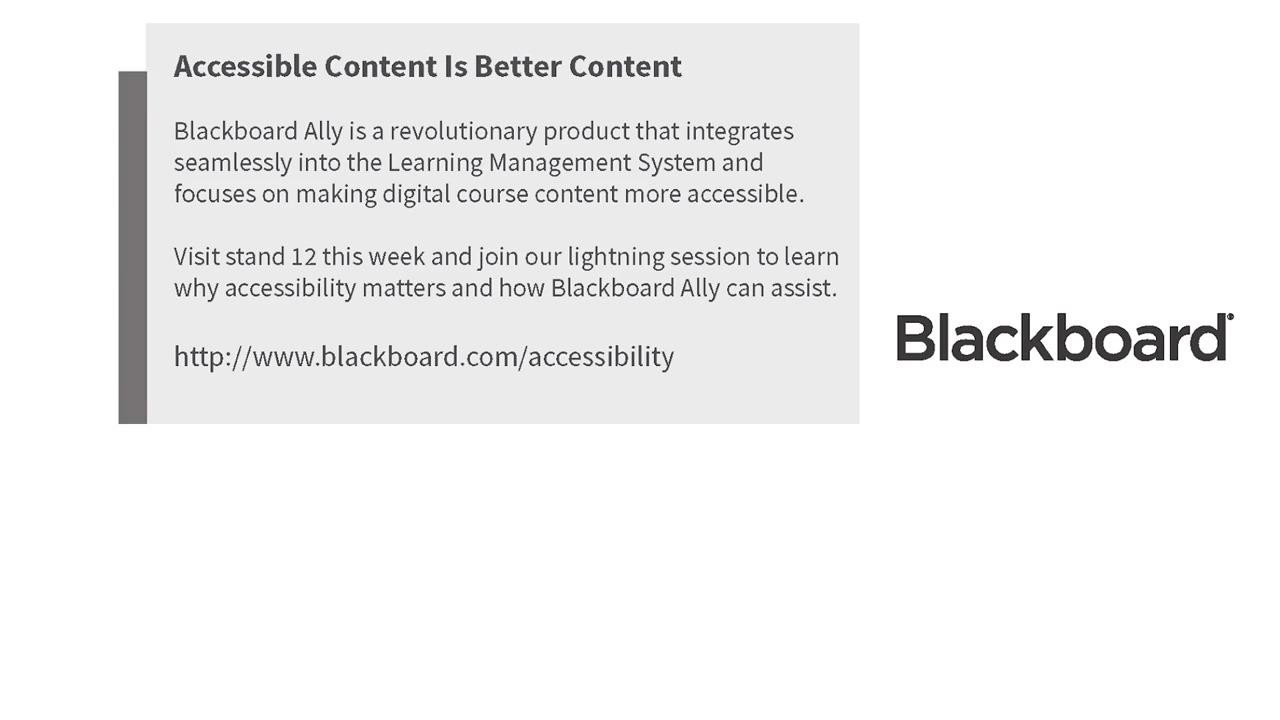 Accessible Content Is Better Content
Blackboard Ally is a revolutionary product that integrates
seamlessly into the Learning Management System and
focuses on making digital course content more accessible.
Visit stand 12 this week and join our lightning session to learn
why accessibility matters and how Blackboard Ally can assist.
http://www.blackboard.com/accessibility
Blackboard®